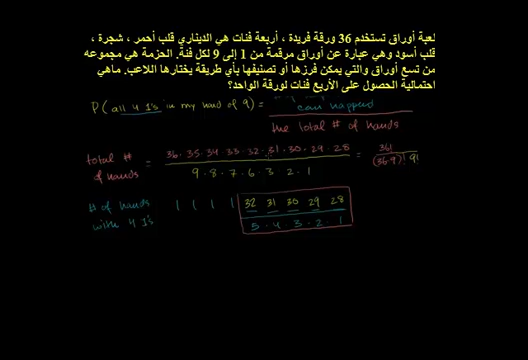 لعبة أوراق تستخدم 36 ورقة فريدة ، أربعة فئات هي الديناري قلب أحمر ، شجرة ،
قلب أسود وهي عبارة عن أوراق مرقمة من 1 إلى 9 لكل فئة. الحزمة هي مجموعه
من تسع أوراق والتي يمكن فرزها أو تصنيفها بأي طريقة يختارها اللاعب. ماهي
احتمالية الحصول على الأربع فئات لورقة الواحد؟
can happen
P(all 4 1's in my hand of 9) =
the total # of hands
total # of hands = 36·35·34·33·32·31·30·29·28 / 9·8·7·6·3 2·1 = 36! / (36-9)! 9!
# of hands with 4 1's 1 1 1 1 32 31 30 29 28 / 5·4·3·2·1